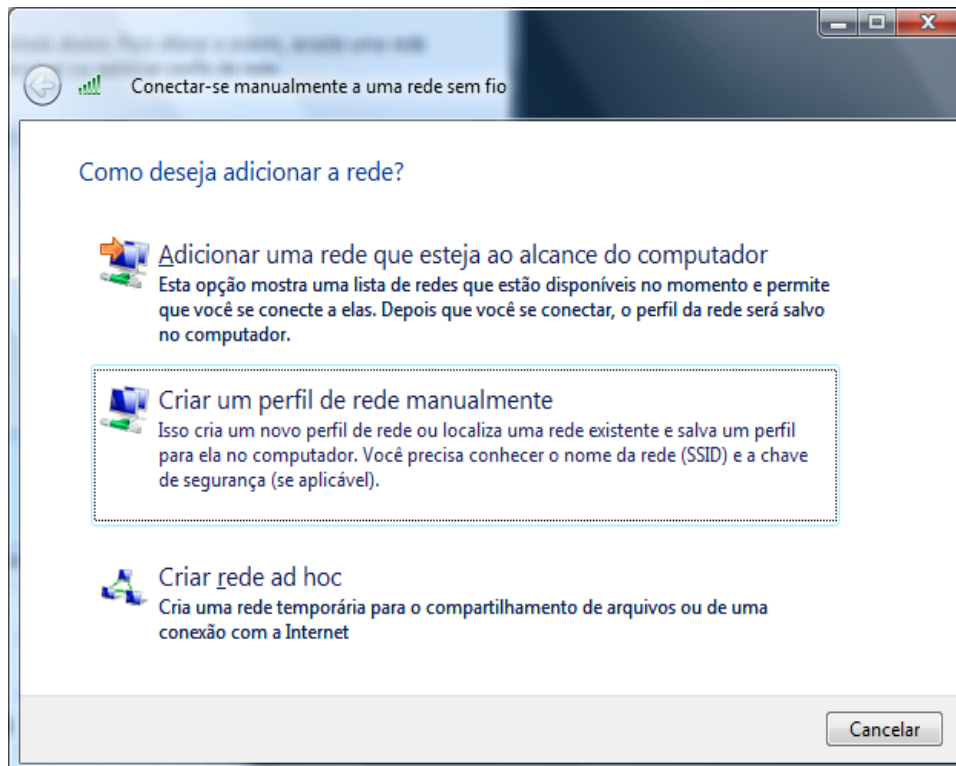 Conectar-se manualmente a uma rede sem fio
Como deseja adicionar a rede?
Adicionar uma rede que esteja ao alcance do computador
Esta opção mostra uma lista de redes que estão disponíveis no momento e permite
que você se conecte a elas. Depois que você se conectar, o perfil da rede será salvo
no computador.
Criar um perfil de rede manualmente
Isso cria um novo perfil de rede ou localiza uma rede existente e salva um perfil
para ela no computador. Você precisa conhecer o nome da rede (SSID) e a chave
de segurança (se aplicável).
Criar rede ad hoc
Cria uma rede temporária para o compartilhamento de arquivos ou de uma
conexão com a Internet
Cancelar